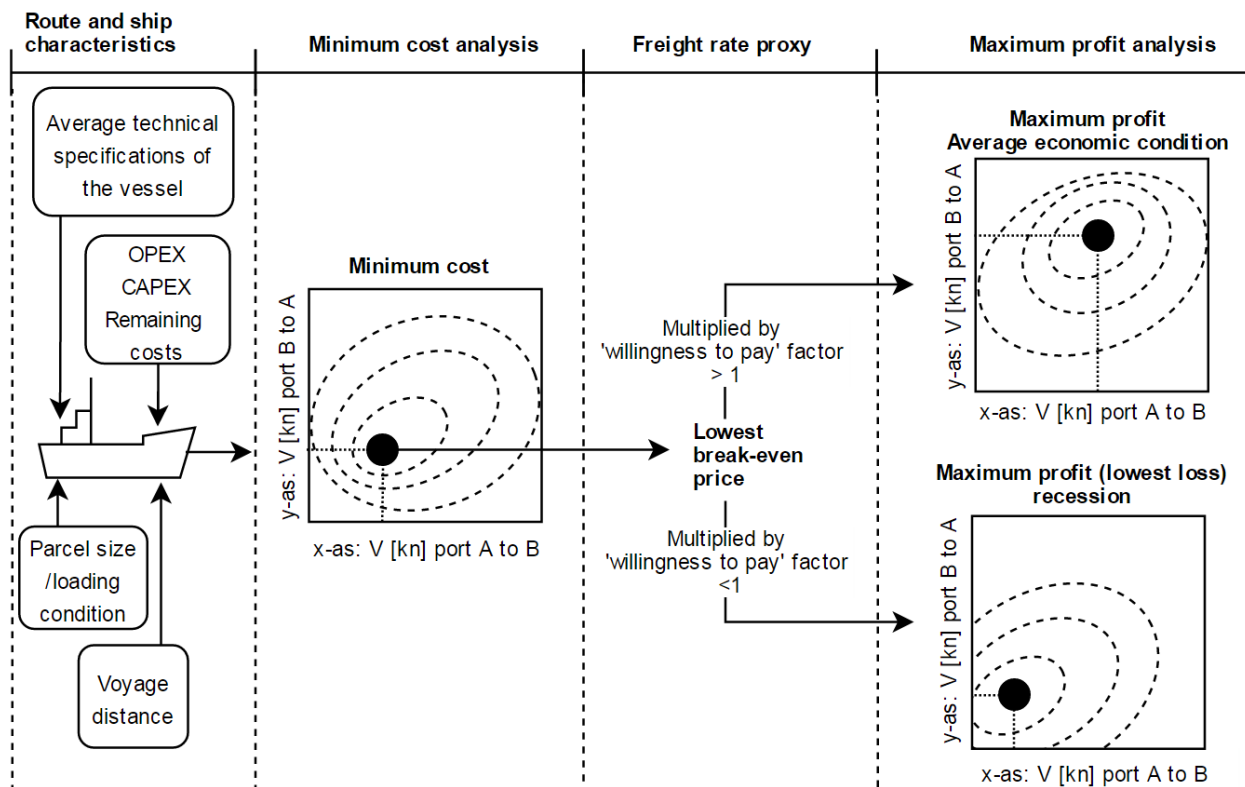 Route and ship
characteristics
Minimum cost analysis
Freight rate proxy
Maximum profit analysis
Average technical
specifications of
the vessel
OPEX
CAPEX
Remaining
costs
Parcel size
/loading
condition
Voyage
distance
Minimum cost
y-as: V [kn] port B to A
x-as: V [kn] port A to B
Multiplied by
'willingness to pay' factor
> 1
Lowest
break-even
price
Multiplied by
'willingness to pay' factor
<1
Maximum profit
Average economic condition
y-as: V [kn] port B to A
x-as: V [kn] port A to B
Maximum profit (lowest loss)
recession
y-as: V [kn] port B to A
x-as: V [kn] port A to B